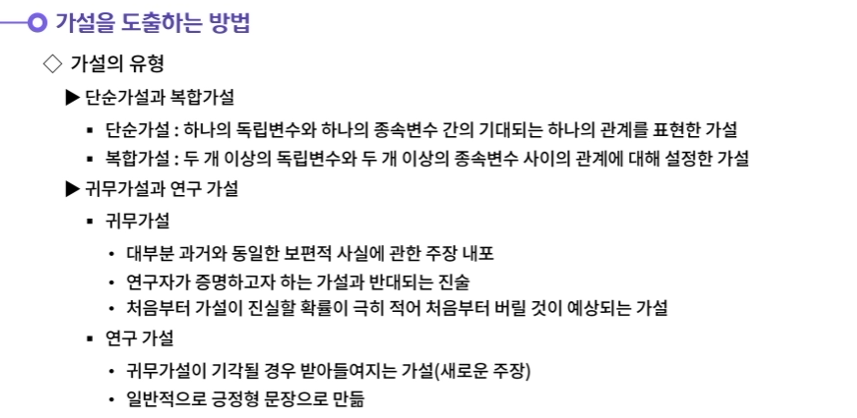 가설을 도출하는 방법
◇ 가설의 유형
▶ 단순가설과 복합가설
▪ 단순가설 : 하나의 독립변수와 하나의 종속변수 간의 기대되는 하나의 관계를 표현한 가설
▪ 복합가설 : 두 개 이상의 독립변수와 두 개 이상의 종속변수 사이의 관계에 대해 설정한 가설
▶ 귀무가설과 연구 가설
▪ 귀무가설
• 대부분 과거와 동일한 보편적 사실에 관한 주장 내포
• 연구자가 증명하고자 하는 가설과 반대되는 진술
• 처음부터 가설이 진실할 확률이 극히 적어 처음부터 버릴 것이 예상되는 가설
▪ 연구 가설
• 귀무가설이 기각될 경우 받아들여지는 가설(새로운 주장)
• 일반적으로 긍정형 문장으로 만듦